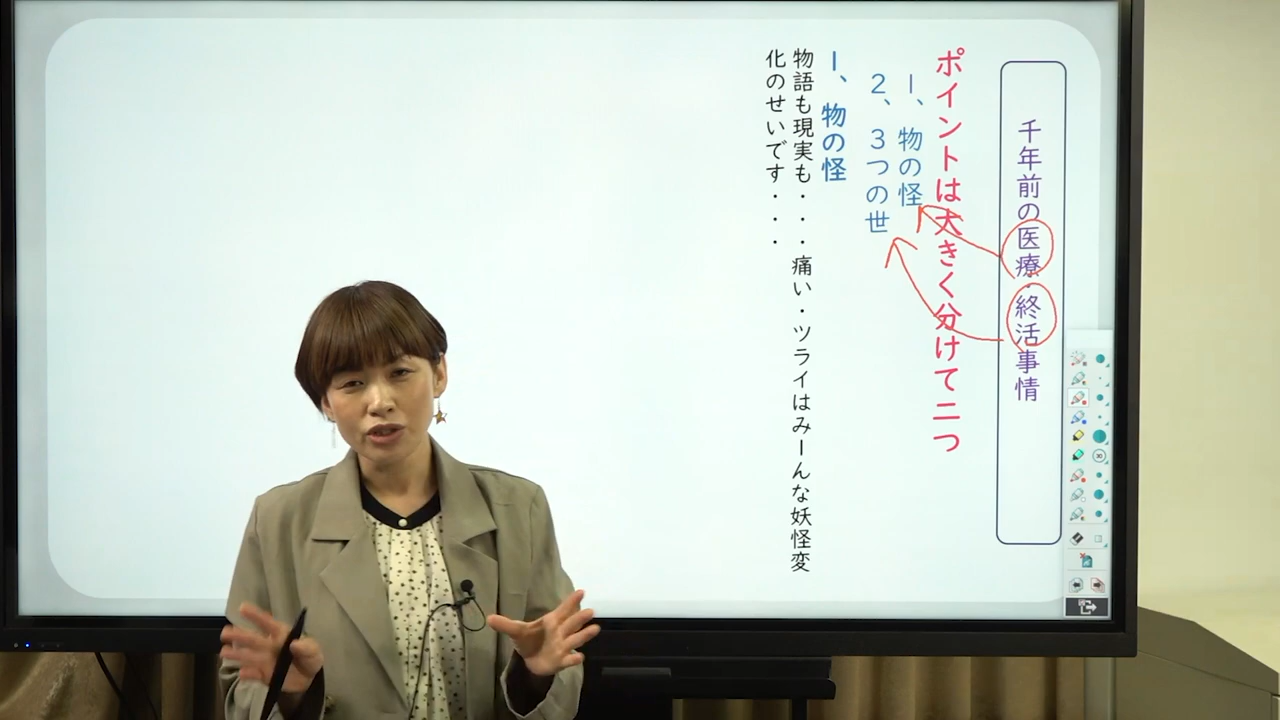 千年前の医療・終活事情
ポイントは大きく分けて二つ
1、物の怪
2、3つの世
1、物の怪
物語も現実も・・・痛い・ツライはみーんな妖怪変
化のせいです・・・
30